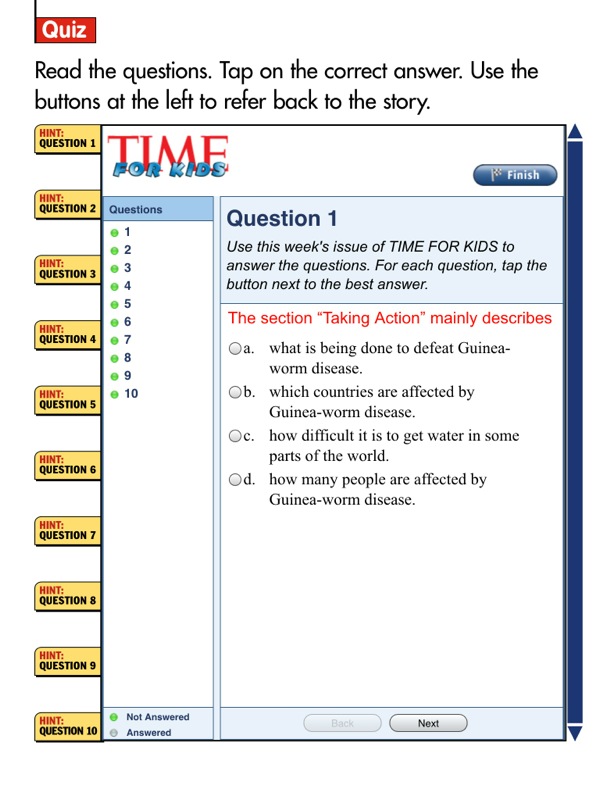 Quiz
Read the questions. Tap on the correct answer. Use the
buttons at the left to refer back to the story.
HINT:
QUESTION 1
HINT:
QUESTION 2
HINT:
QUESTION 3
HINT:
QUESTION 4
HINT:
QUESTION 5
HINT:
QUESTION 6
HINT:
QUESTION 7
HINT:
QUESTION 8
HINT:
QUESTION 9
HINT:
QUESTION 10
TIME
FOR KIDS
Finish
Questions
1
2
3
4
5
6
7
8
9
10
Not Answered
Answered
Question 1
Use this week's issue of TIME FOR KIDS to
answer the questions. For each question, tap the
button next to the best answer.
The section “Taking Action” mainly describes
a. what is being done to defeat Guinea-
worm disease.
b. which countries are affected by
Guinea-worm disease.
c. how difficult it is to get water in some
parts of the world.
d. how many people are affected by
Guinea-worm disease.
Back
Next